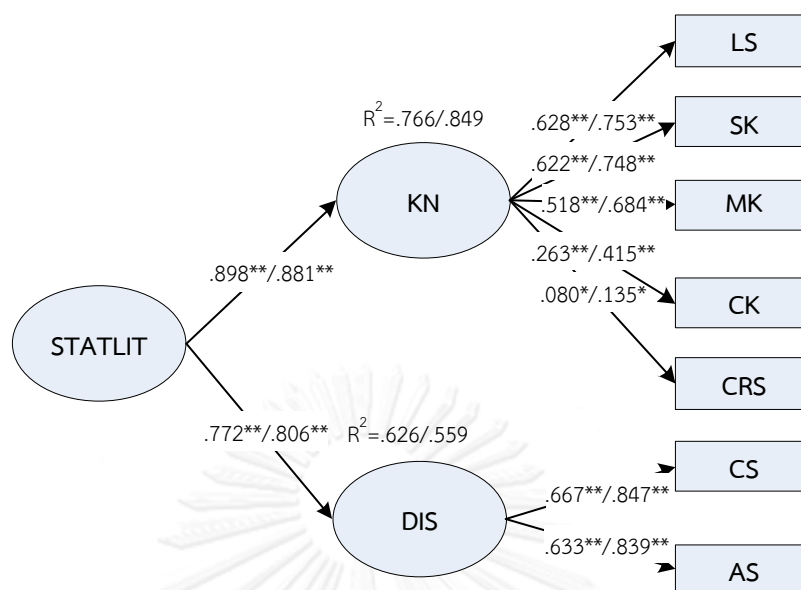 LS
R²=.766/.849
.628**/.753**
SK
.622**/.748**
KN
.518**/.684**
MK
.263**/.415**
.898**/.881**
.080*/.135*
CK
STATLIT
CRS
.772**/.806**
R²=.626/.559
CS
.667**/.847**
DIS
.633**/.839**
AS